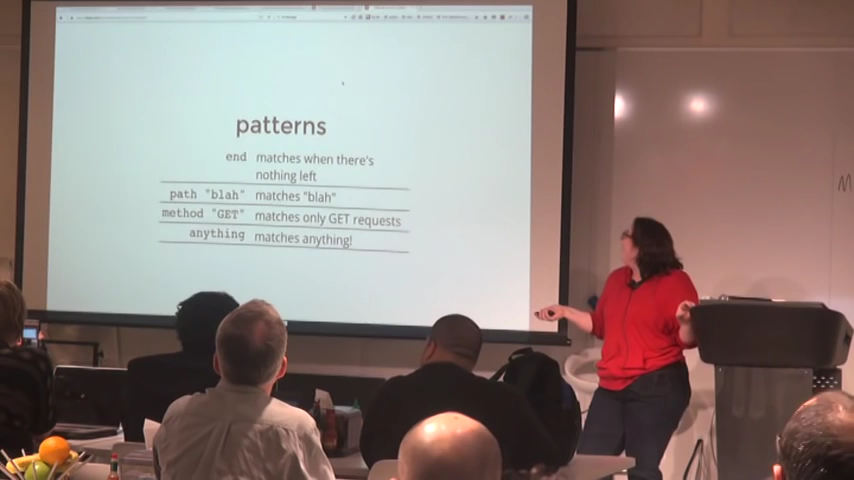 patterns
end matches when there's
nothing left
path "blah" matches "blah"
method "GET" matches only GET requests
anything matches anything!
M